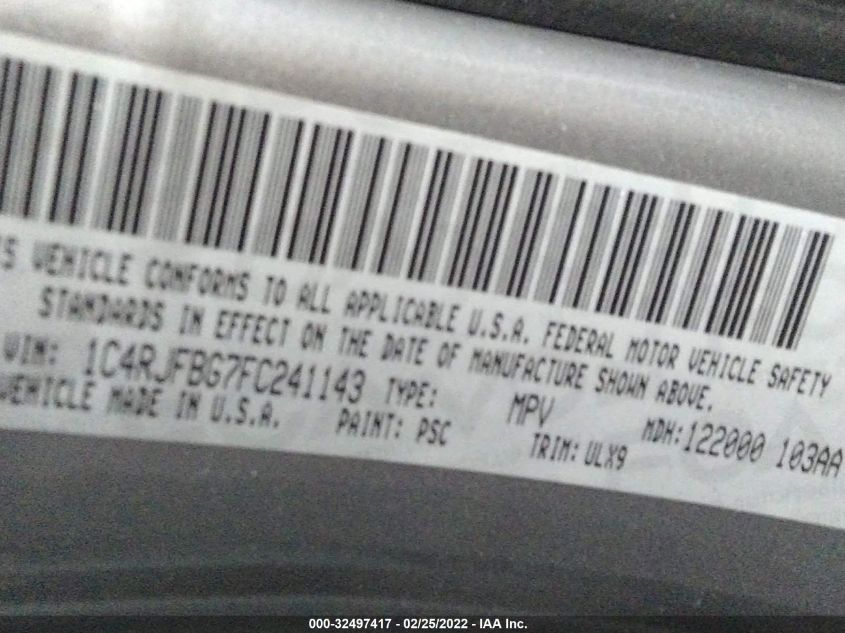 S VEHICLE CONFORMS TO ALL APPLICABLE U.S.A. FEDERAL MOTOR VEHICLE SAFETY
STANDARDS IN EFFECT ON THE DATE OF MANUFACTURE SHOWN ABOVE.
VIN: 1C4RJFBG7FC241143 TYPE: MPV MDH:122000 103AA
VEHICLE MADE IN U.S.A. PAINT: PSC TRIM: ULX9
000-32497417 - 02/25/2022 - IAA Inc.